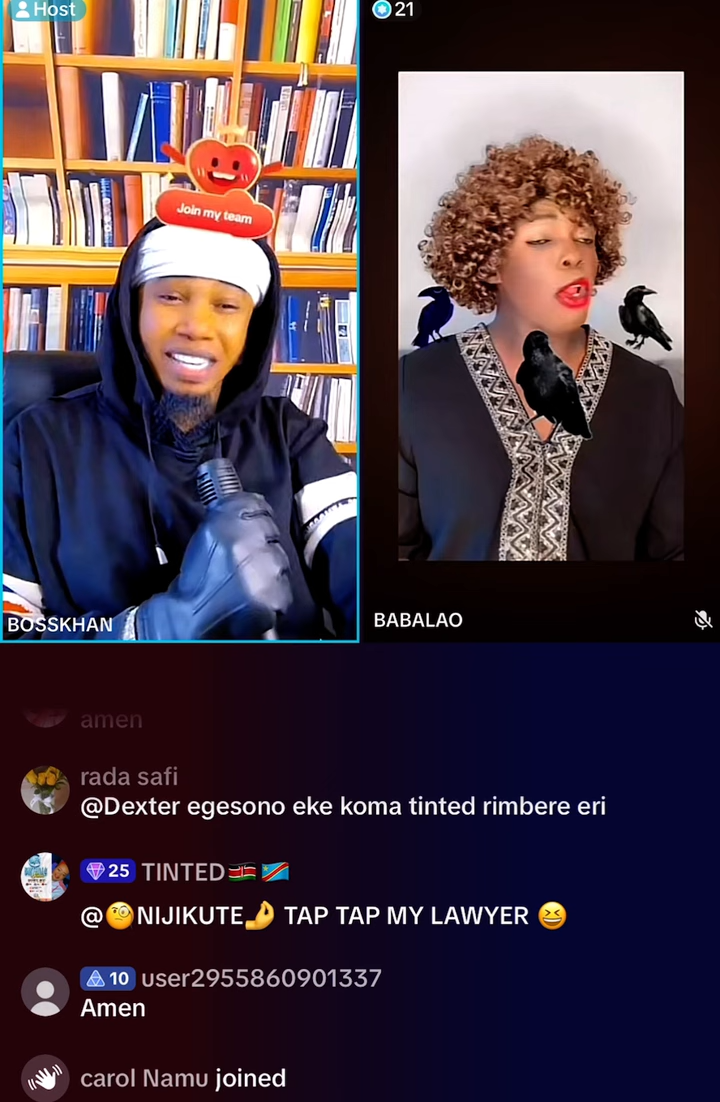 Host
21
Join my team
BOSSKHAN
BABALAO
amen
rada safi
@Dexter egesono eke koma tinted rimbere eri
25 TINTED🇰🇪🇨🇩
@🧐NIJIKUTE🤌 TAP TAP MY LAWYER 😆
10 user2955860901337
Amen
carol Namu joined